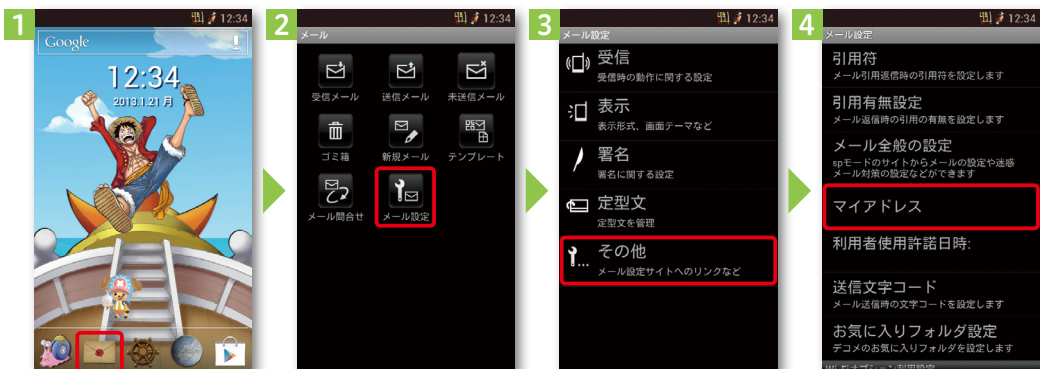 1
12:34
Google
12:34
2013.1.21 月
2
12:34
メール
受信メール
送信メール
未送信メール
ゴミ箱
新規メール
テンプレート
メール問合せ
メール設定
3
12:34
メール設定
受信
受信時の動作に関する設定
表示
表示形式、画面テーマなど
署名
署名に関する設定
定型文
定型文を管理
その他
メール設定サイトへのリンクなど
4
12:34
メール設定
引用符
メール引用返信時の引用符を設定します
引用有無設定
メール返信時の引用の有無を設定します
メール全般の設定
spモードのサイトからメールの設定や迷惑
メール対策の設定などができます
マイアドレス
利用者使用許諾日時:
送信文字コード
メール送信時の文字コードを設定します
お気に入りフォルダ設定
デコメのお気に入りフォルダを設定します